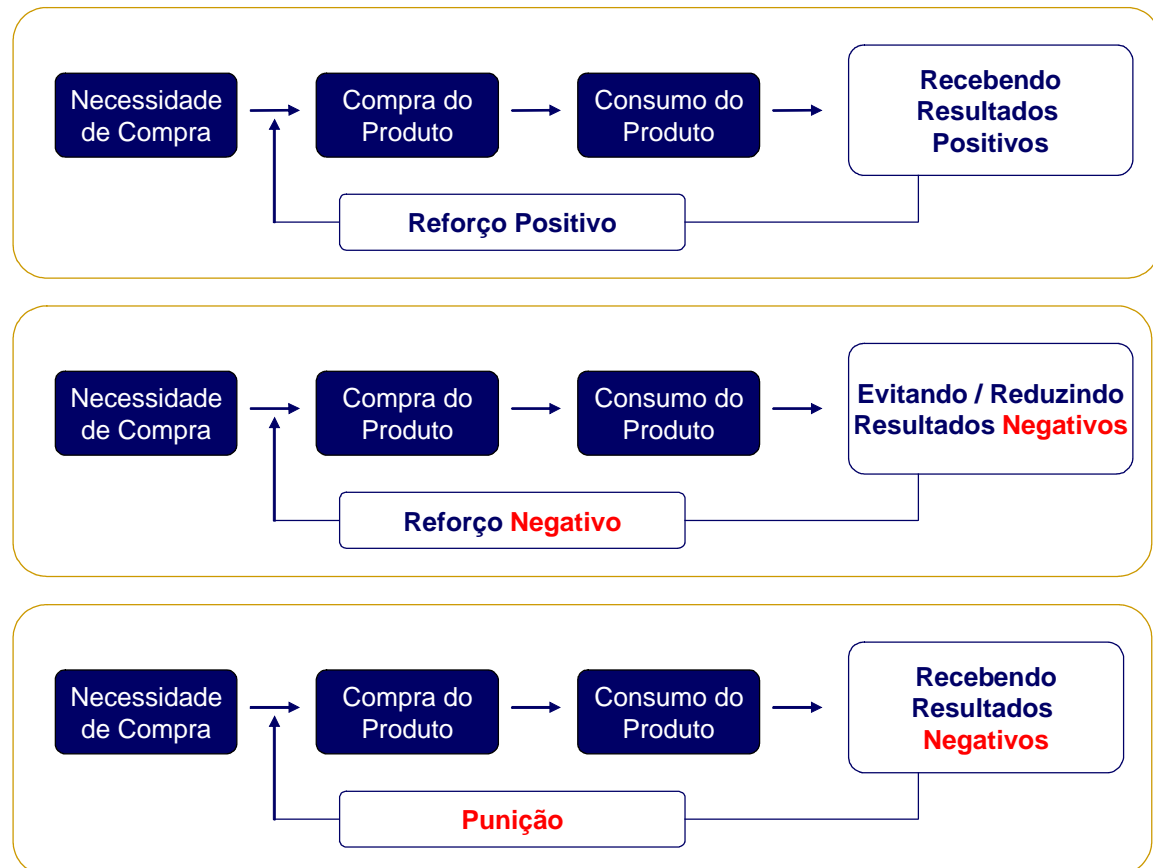 Necessidade
de Compra
Compra do
Produto
Consumo do
Produto
Recebendo
Resultados
Positivos
Reforço Positivo
Necessidade
de Compra
Compra do
Produto
Consumo do
Produto
Evitando / Reduzindo
Resultados Negativos
Reforço Negativo
Necessidade
de Compra
Compra do
Produto
Consumo do
Produto
Recebendo
Resultados
Negativos
Punição